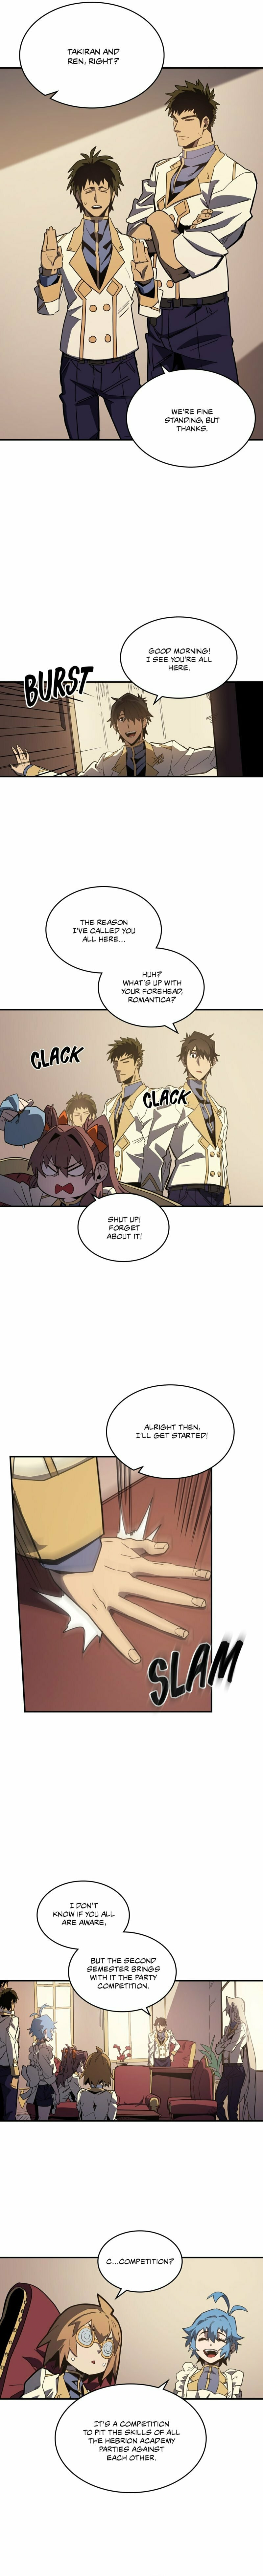 TAKIRAN AND
REN, RIGHT?
WE'RE FINE
STANDING, BUT
THANKS.
GOOD MORNING!
I SEE YOU'RE ALL
HERE.
BURST
THE REASON
I'VE CALLED YOU
ALL HERE...
HUH?
WHAT'S UP WITH
YOUR FOREHEAD,
ROMANTICA?
CLACK
CLACK
SHUT UP!
FORGET
ABOUT IT!
ALRIGHT THEN,
I'LL GET STARTED!
SLAM
I DON'T
KNOW IF YOU ALL
ARE AWARE,
BUT THE SECOND
SEMESTER BRINGS
WITH IT THE PARTY
COMPETITION.
C...COMPETITION?
IT'S A COMPETITION
TO PIT THE SKILLS OF ALL
THE HEBRION ACADEMY
PARTIES AGAINST
EACH OTHER.